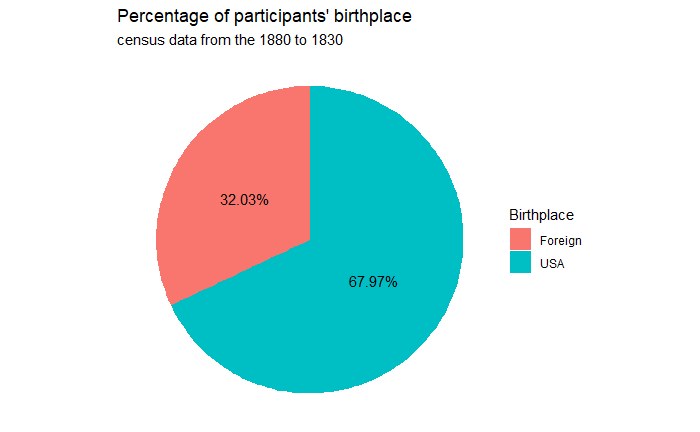 Percentage of participants' birthplace
census data from the 1880 to 1830
32.03%
67.97%
Birthplace
Foreign
USA